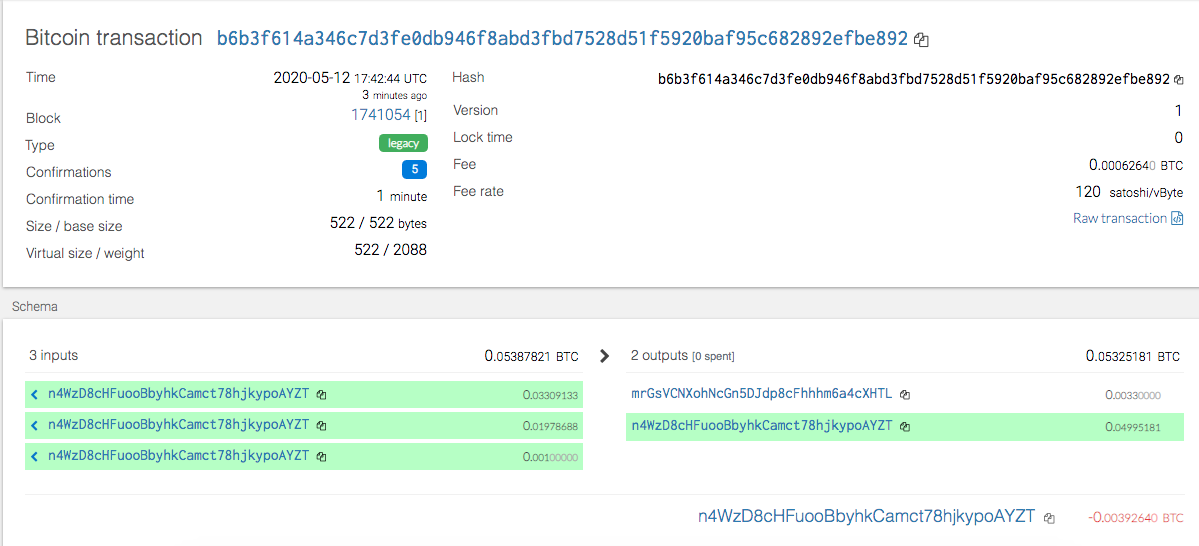 Bitcoin transaction b6b3f614a346c7d3fe0db946f8abd3fbd7528d51f5920baf95c682892efbe892
Time 2020-05-12 17:42:44 UTC
3 minutes ago
Block 1741054 [1]
Type legacy
Confirmations 5
Confirmation time 1 minute
Size / base size 522 / 522 bytes
Virtual size / weight 522 / 2088
Hash b6b3f614a346c7d3fe0db946f8abd3fbd7528d51f5920baf95c682892efbe892
Version 1
Lock time 0
Fee 0.00062640 BTC
Fee rate 120 satoshi/vByte
Raw transaction
Schema
3 inputs 0.05387821 BTC
n4WzD8cHFuooBbyhkCamct78hjkypoAYZT 0.03309133
n4WzD8cHFuooBbyhkCamct78hjkypoAYZT 0.01978688
n4WzD8cHFuooBbyhkCamct78hjkypoAYZT 0.00100000
2 outputs [0 spent] 0.05325181 BTC
mrGsVCNXohNcGn5DJdp8cFhhhm6a4cXHTL 0.00330000
n4WzD8cHFuooBbyhkCamct78hjkypoAYZT 0.04995181
n4WzD8cHFuooBbyhkCamct78hjkypoAYZT -0.00392640 BTC